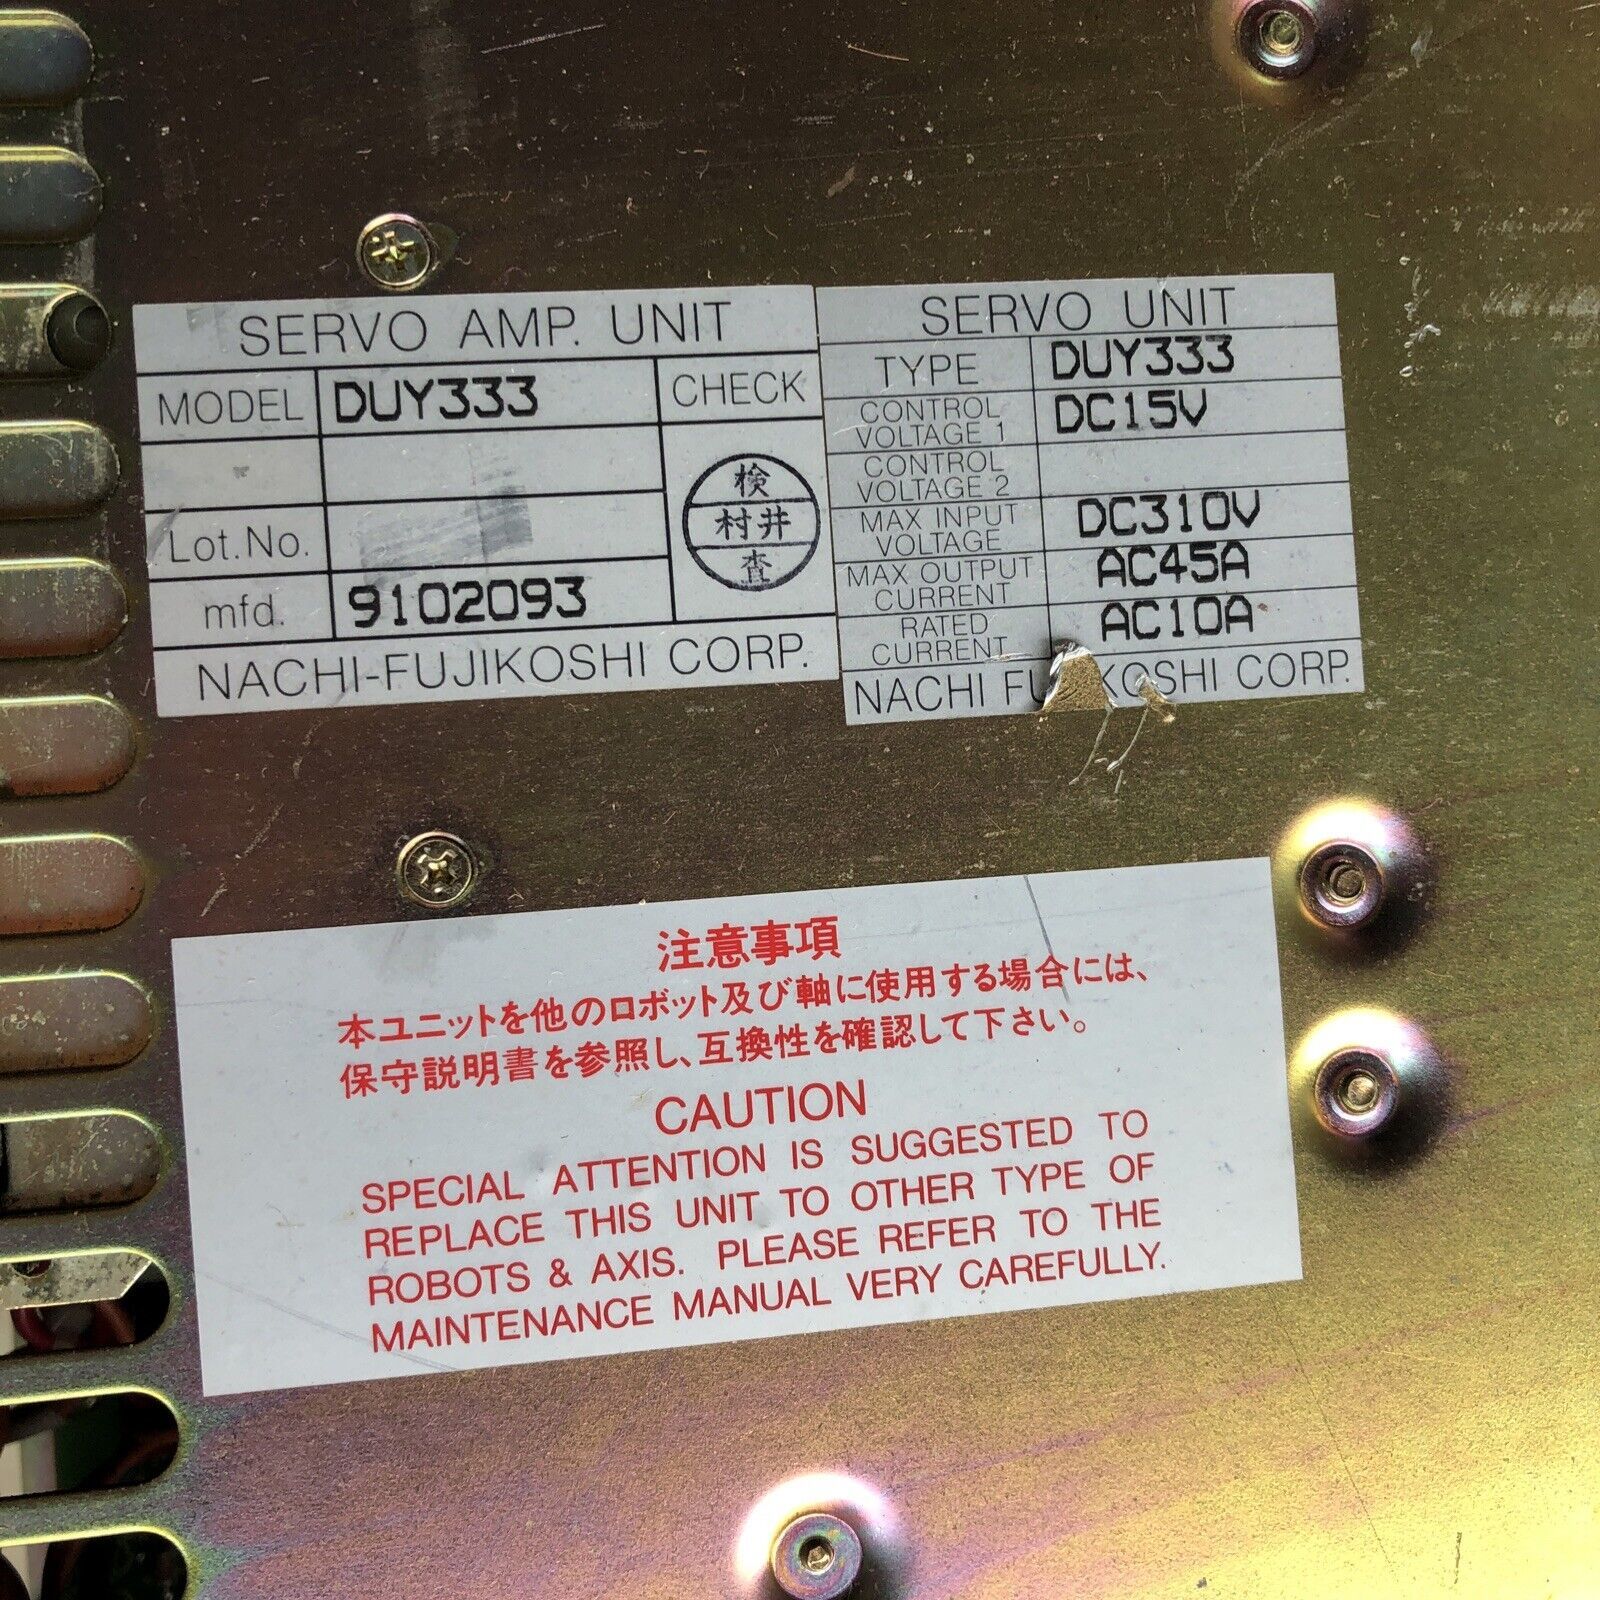 SERVO AMP. UNIT
MODEL DUY333 CHECK
検
村井
査
Lot.No.
mfd. 9102093
NACHI-FUJIKOSHI CORP.
SERVO UNIT
TYPE DUY333
CONTROL VOLTAGE 1 DC15V
CONTROL VOLTAGE 2
MAX INPUT VOLTAGE DC310V
MAX OUTPUT CURRENT AC45A
RATED CURRENT AC10A
NACHI FUJIKOSHI CORP.
注意事項
本ユニットを他のロボット及び軸に使用する場合には、
保守説明書を参照し、互換性を確認して下さい。
CAUTION
SPECIAL ATTENTION IS SUGGESTED TO
REPLACE THIS UNIT TO OTHER TYPE OF
ROBOTS & AXIS. PLEASE REFER TO THE
MAINTENANCE MANUAL VERY CAREFULLY.